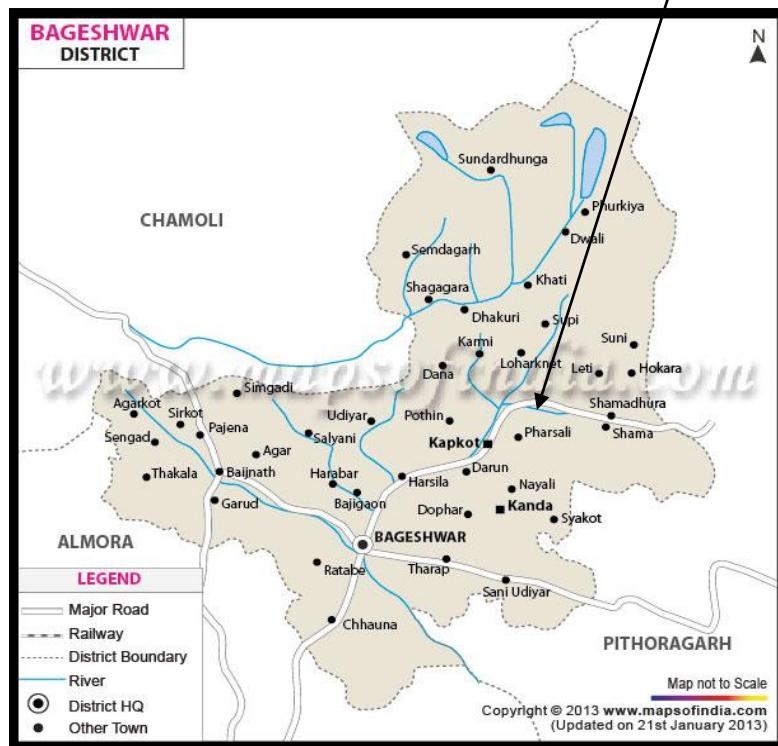 BAGESHWAR
DISTRICT
N
Sundardhunga
CHAMOLI
Phurkiya
Dwali
Semdagarh
Shagagara
Khati
Dhakuri
Supi
Karmi
Suni
Loharknet
Leti
Hokara
Dana
www.mapsofindia.com
Simgadi
Agarkot
Sirkot
Udiyar
Pothin
Shamadhura
Sengad
Pajena
Salyani
Kapkot
Pharsali
Shama
Agar
Thakala
Baijnath
Harabar
Harsila
Darun
Nayali
Garud
Bajigaon
Dophar
Kanda
Syakot
ALMORA
BAGESHWAR
Ratabe
Tharap
LEGEND
Sani Udiyar
Major Road
Chhauna
Railway
PITHORAGARH
District Boundary
River
Map not to Scale
District HQ
Copyright © 2013 www.mapsofindia.com
Other Town
(Updated on 21st January 2013)